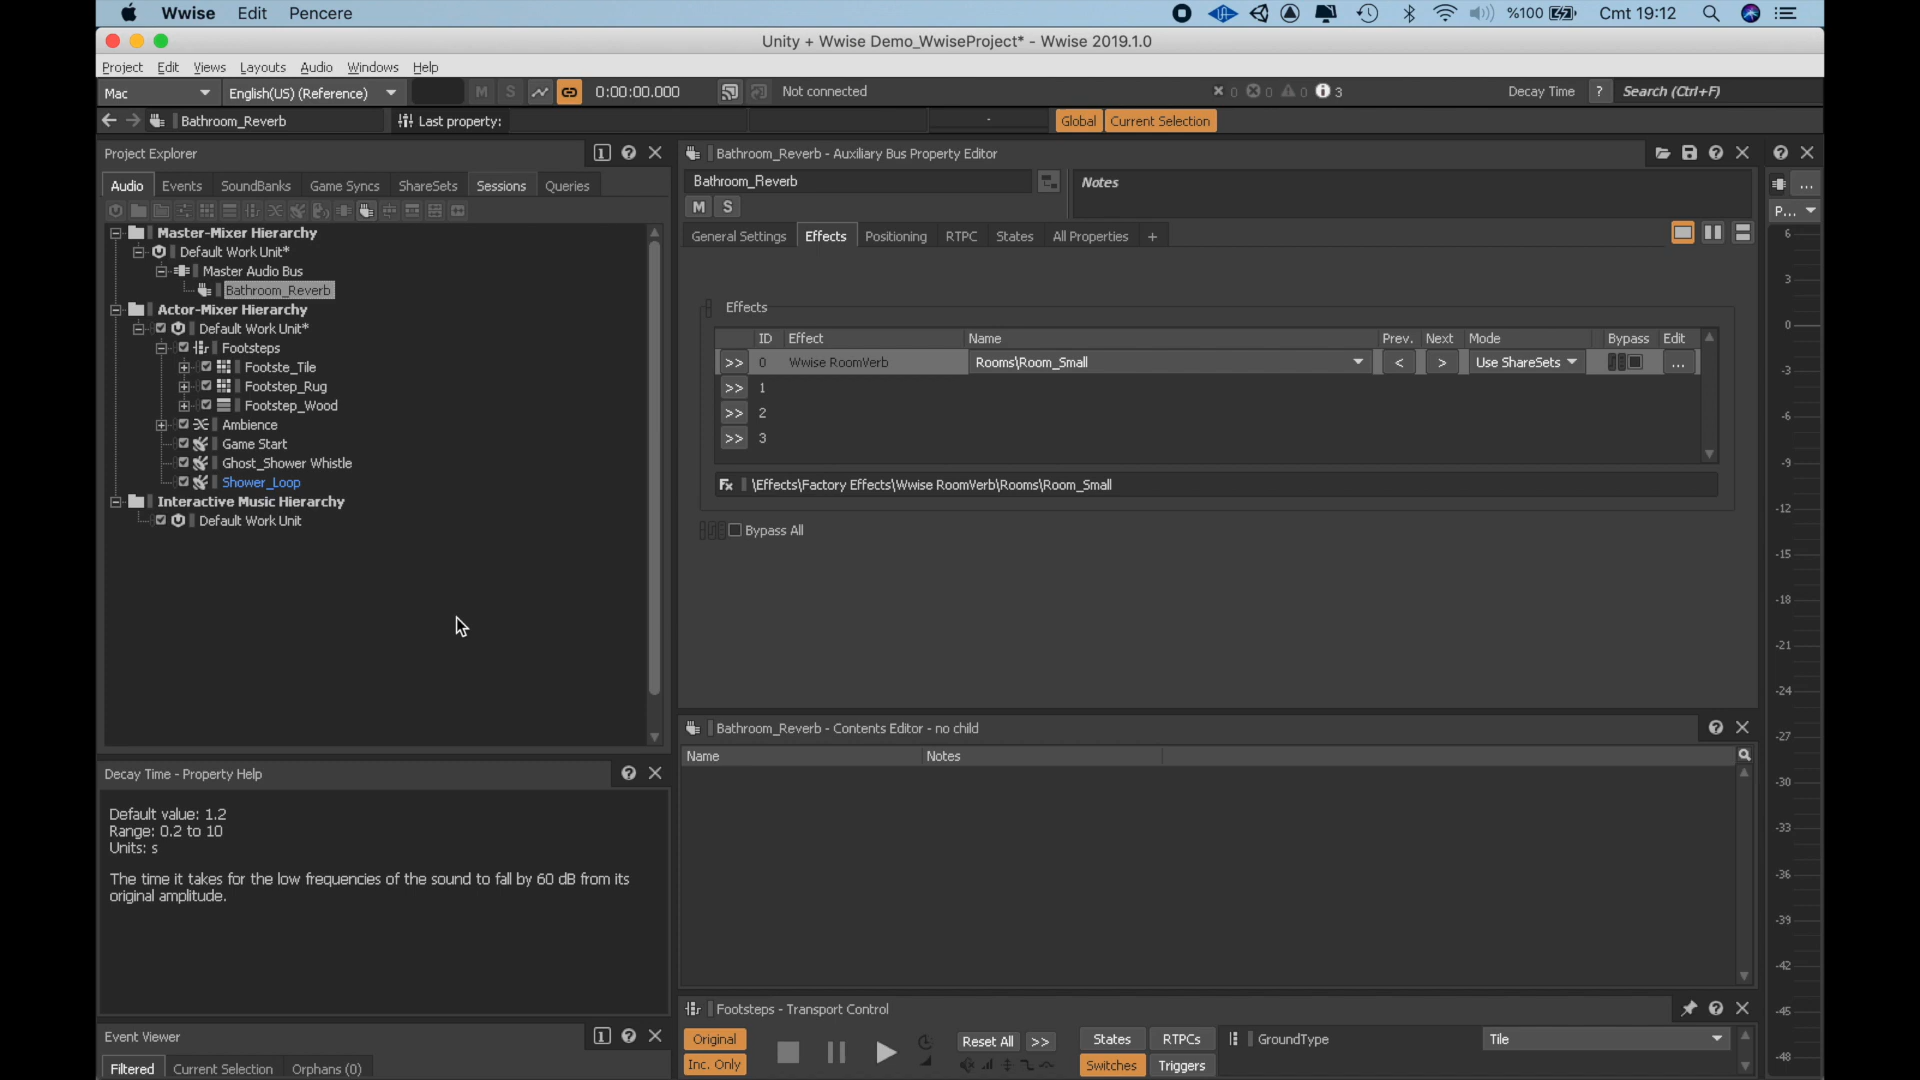 Wwise Edit Pencere %100 Cmt 19:12
Unity + Wwise Demo_WwiseProject* - Wwise 2019.1.0
Project Edit Views Layouts Audio Windows Help
Mac English(US) (Reference) M S 0:00:00.000 Not connected 0 0 0 3 Decay Time ? Search (Ctrl+F)
Bathroom_Reverb Last property: - Global Current Selection
Project Explorer 1
Audio Events SoundBanks Game Syncs ShareSets Sessions Queries
Master-Mixer Hierarchy
Default Work Unit*
Master Audio Bus
Bathroom_Reverb
Actor-Mixer Hierarchy
Default Work Unit*
Footsteps
Footste_Tile
Footstep_Rug
Footstep_Wood
Ambience
Game Start
Ghost_Shower Whistle
Shower_Loop
Interactive Music Hierarchy
Default Work Unit
Decay Time - Property Help
Default value: 1.2
Range: 0.2 to 10
Units: s
The time it takes for the low frequencies of the sound to fall by 60 dB from its
original amplitude.
Event Viewer 1
Filtered Current Selection Orphans (0)
Bathroom_Reverb - Auxiliary Bus Property Editor
Bathroom_Reverb Notes
M S
General Settings Effects Positioning RTPC States All Properties +
Effects
ID Effect Name Prev. Next Mode Bypass Edit
>> 0 Wwise RoomVerb Rooms\Room_Small < > Use ShareSets ...
>> 1
>> 2
>> 3
Fx \Effects\Factory Effects\Wwise RoomVerb\Rooms\Room_Small
Bypass All
Bathroom_Reverb - Contents Editor - no child
Name Notes
Footsteps - Transport Control
Original Reset All >> States RTPCs GroundType Tile
Inc. Only Switches Triggers
...
P...
6
3
0
-3
-6
-9
-12
-15
-18
-21
-24
-27
-30
-33
-36
-39
-42
-45
-48